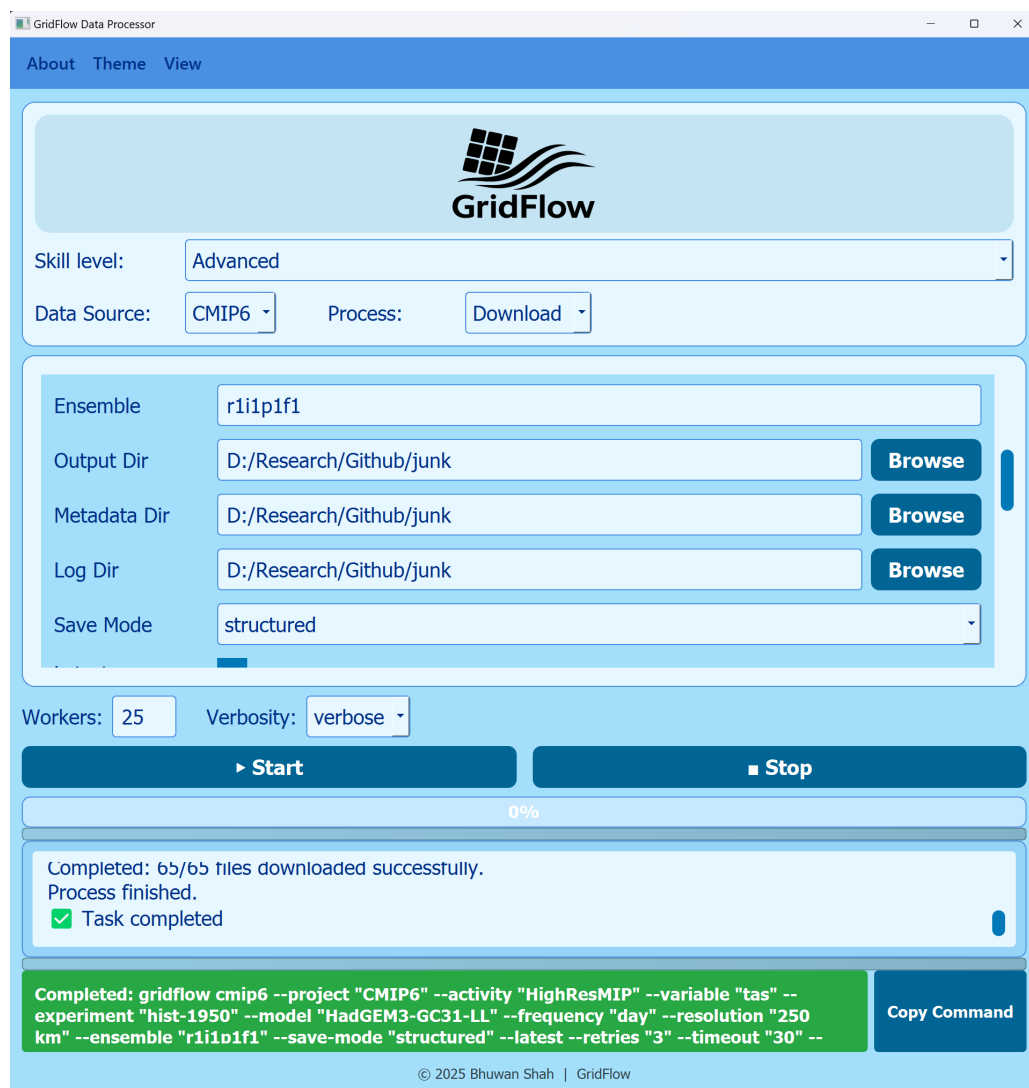 GridFlow Data Processor
About Theme View
GridFlow
Skill level: Advanced
Data Source: CMIP6 Process: Download
Ensemble r1i1p1f1
Output Dir D:/Research/Github/junk Browse
Metadata Dir D:/Research/Github/junk Browse
Log Dir D:/Research/Github/junk Browse
Save Mode structured
Workers: 25 Verbosity: verbose
Start
Stop
0%
Completed: 65/65 files downloaded successfully.
Process finished.
Task completed
Completed: gridflow cmip6 --project "CMIP6" --activity "HighResMIP" --variable "tas" --
experiment "hist-1950" --model "HadGEM3-GC31-LL" --frequency "day" --resolution "250
km" --ensemble "r1i1p1f1" --save-mode "structured" --latest --retries "3" --timeout "30" --
Copy Command
© 2025 Bhuwan Shah | GridFlow